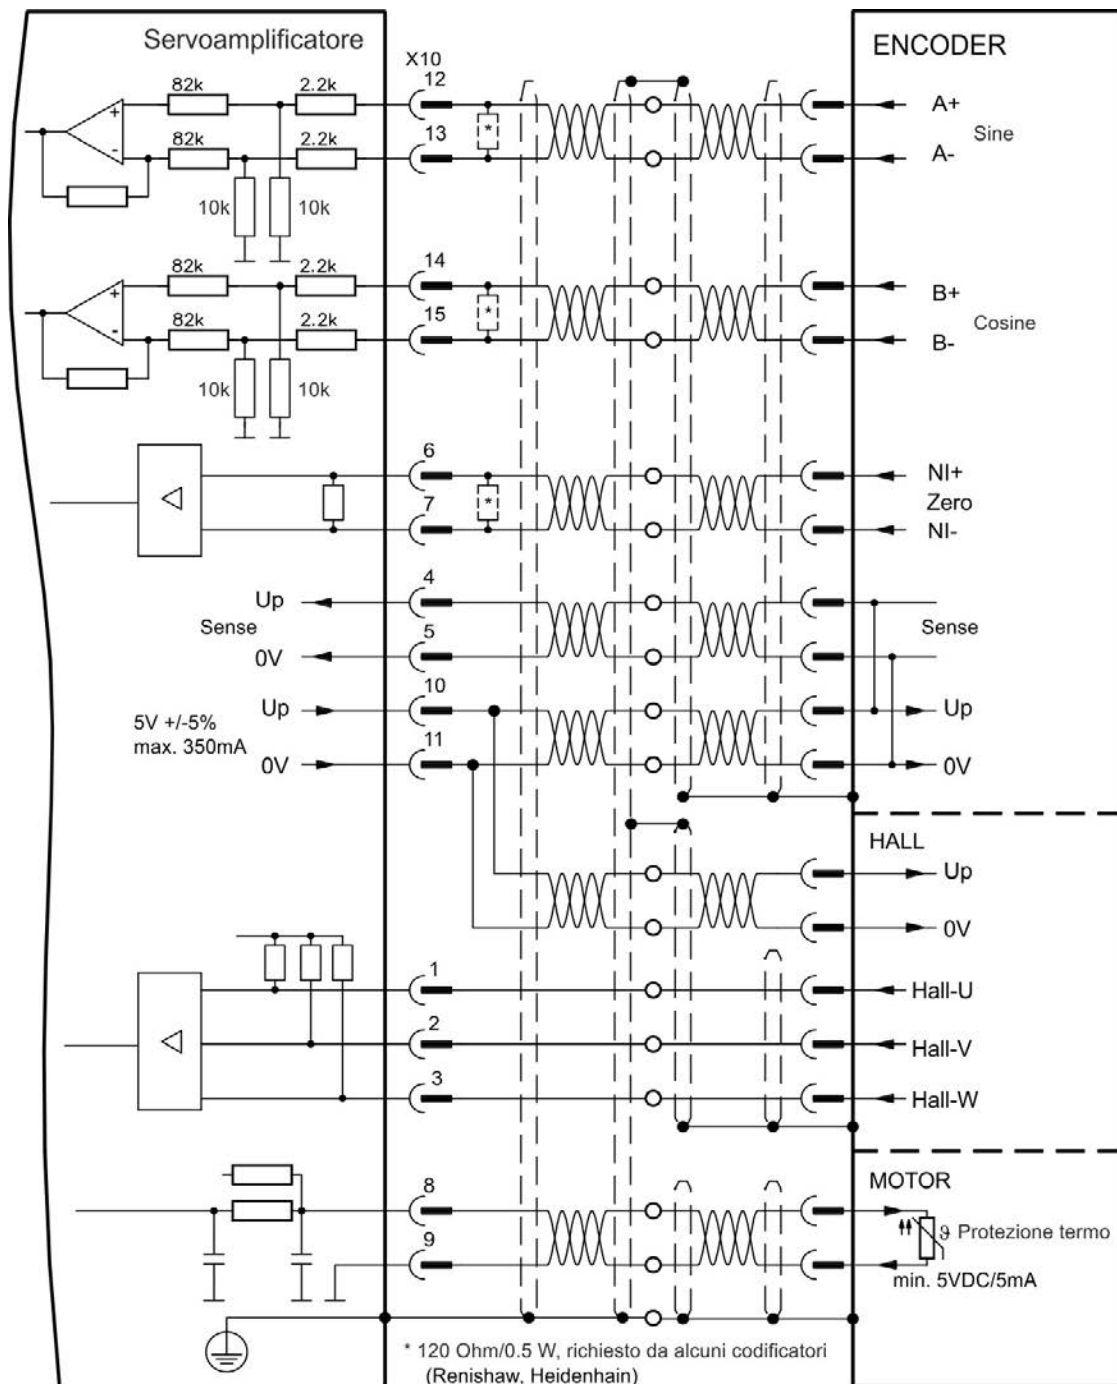 Servoamplificatore
X10
ENCODER
82k
2.2k
12
A+
Sine
+
-
*
82k
2.2k
13
A-
10k
10k
82k
2.2k
14
B+
Cosine
+
-
*
82k
2.2k
15
B-
10k
10k
6
NI+
*
Zero
7
NI-
Up
4
Sense
Sense
0V
5
Up
10
Up
5V +/-5%
max. 350mA
0V
11
0V
HALL
Up
0V
1
Hall-U
2
Hall-V
3
Hall-W
MOTOR
8
ϑ Protezione termo
9
min. 5VDC/5mA
* 120 Ohm/0.5 W, richiesto da alcuni codificatori
(Renishaw, Heidenhain)